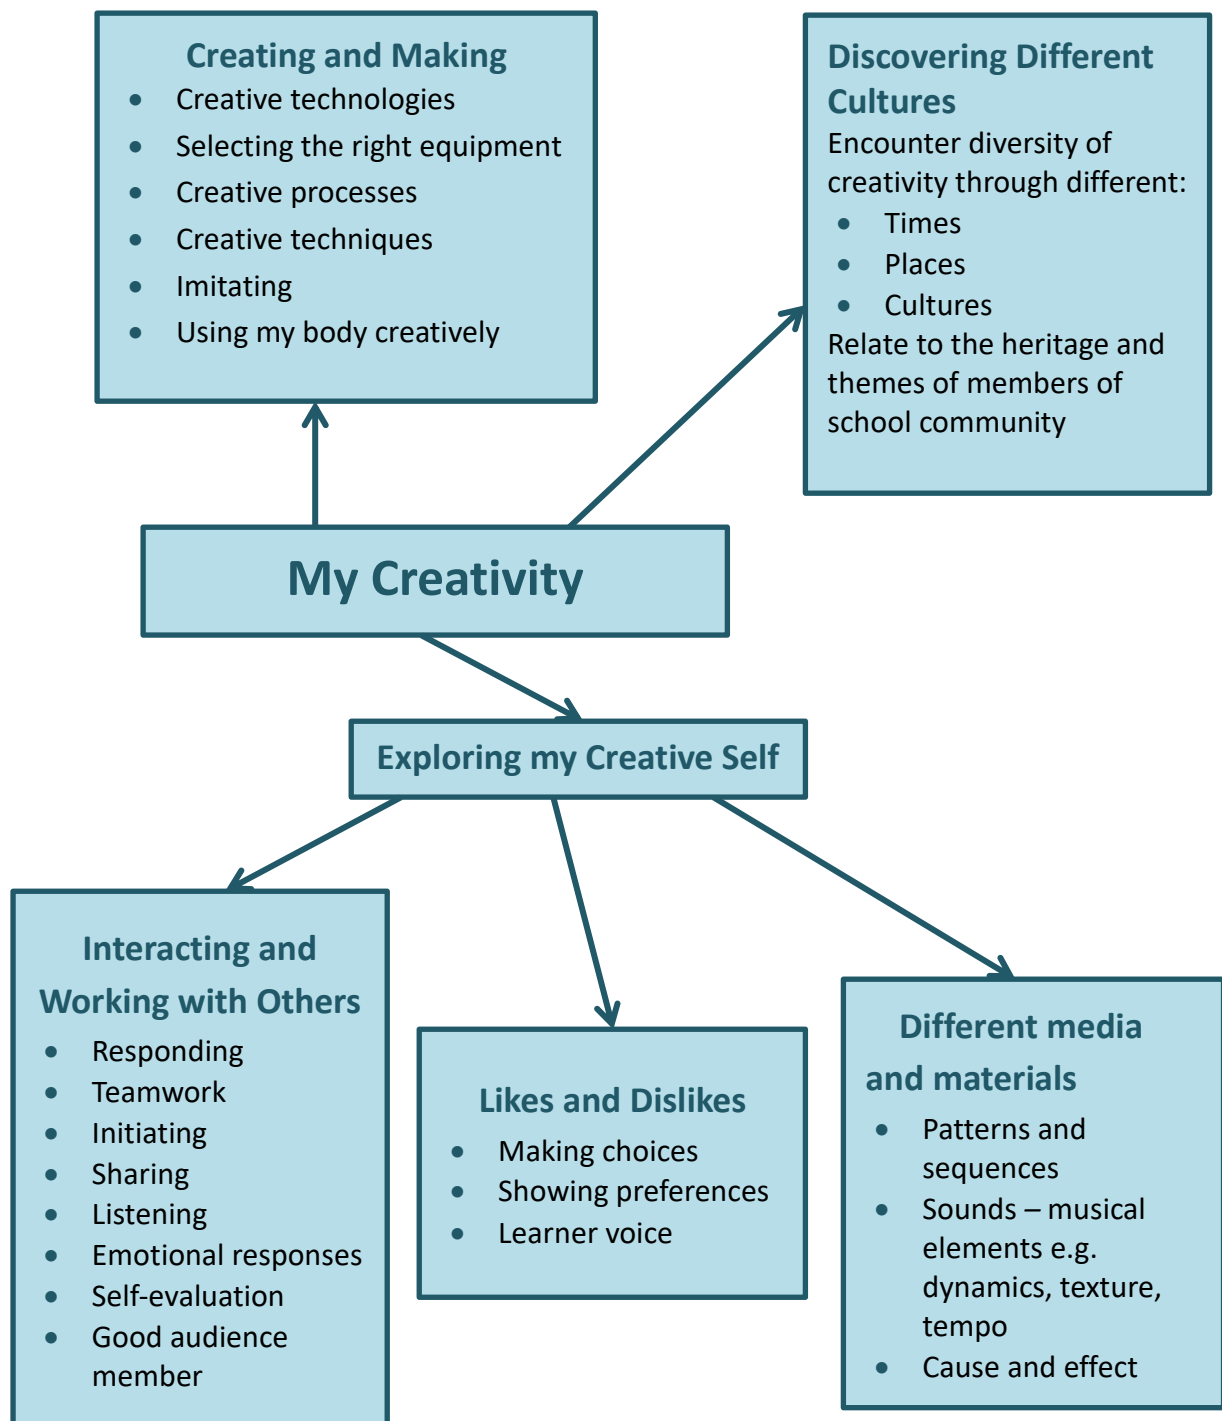 Creating and Making
• Creative technologies
• Selecting the right equipment
• Creative processes
• Creative techniques
• Imitating
• Using my body creatively
Discovering Different
Cultures
Encounter diversity of
creativity through different:
• Times
• Places
• Cultures
Relate to the heritage and
themes of members of
school community
My Creativity
Exploring my Creative Self
Interacting and
Working with Others
• Responding
• Teamwork
• Initiating
• Sharing
• Listening
• Emotional responses
• Self-evaluation
• Good audience
member
Likes and Dislikes
• Making choices
• Showing preferences
• Learner voice
Different media
and materials
• Patterns and
sequences
• Sounds – musical
elements e.g.
dynamics, texture,
tempo
• Cause and effect